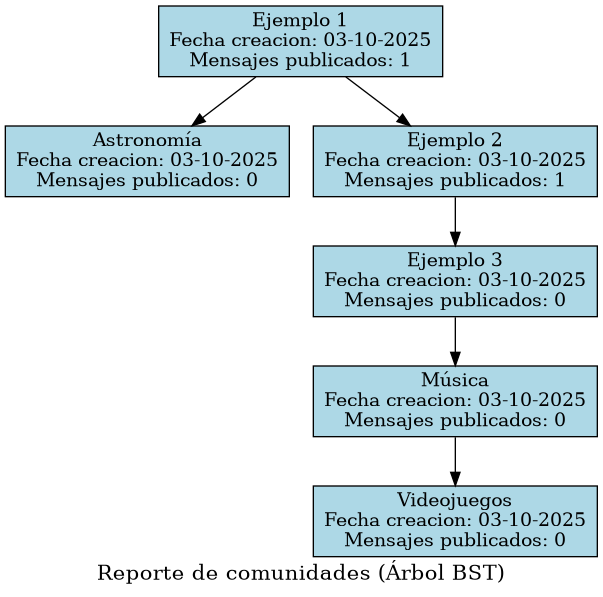 Ejemplo 1
Fecha creacion: 03-10-2025
Mensajes publicados: 1
Astronomía
Fecha creacion: 03-10-2025
Mensajes publicados: 0
Ejemplo 2
Fecha creacion: 03-10-2025
Mensajes publicados: 1
Ejemplo 3
Fecha creacion: 03-10-2025
Mensajes publicados: 0
Música
Fecha creacion: 03-10-2025
Mensajes publicados: 0
Videojuegos
Fecha creacion: 03-10-2025
Mensajes publicados: 0
Reporte de comunidades (Árbol BST)